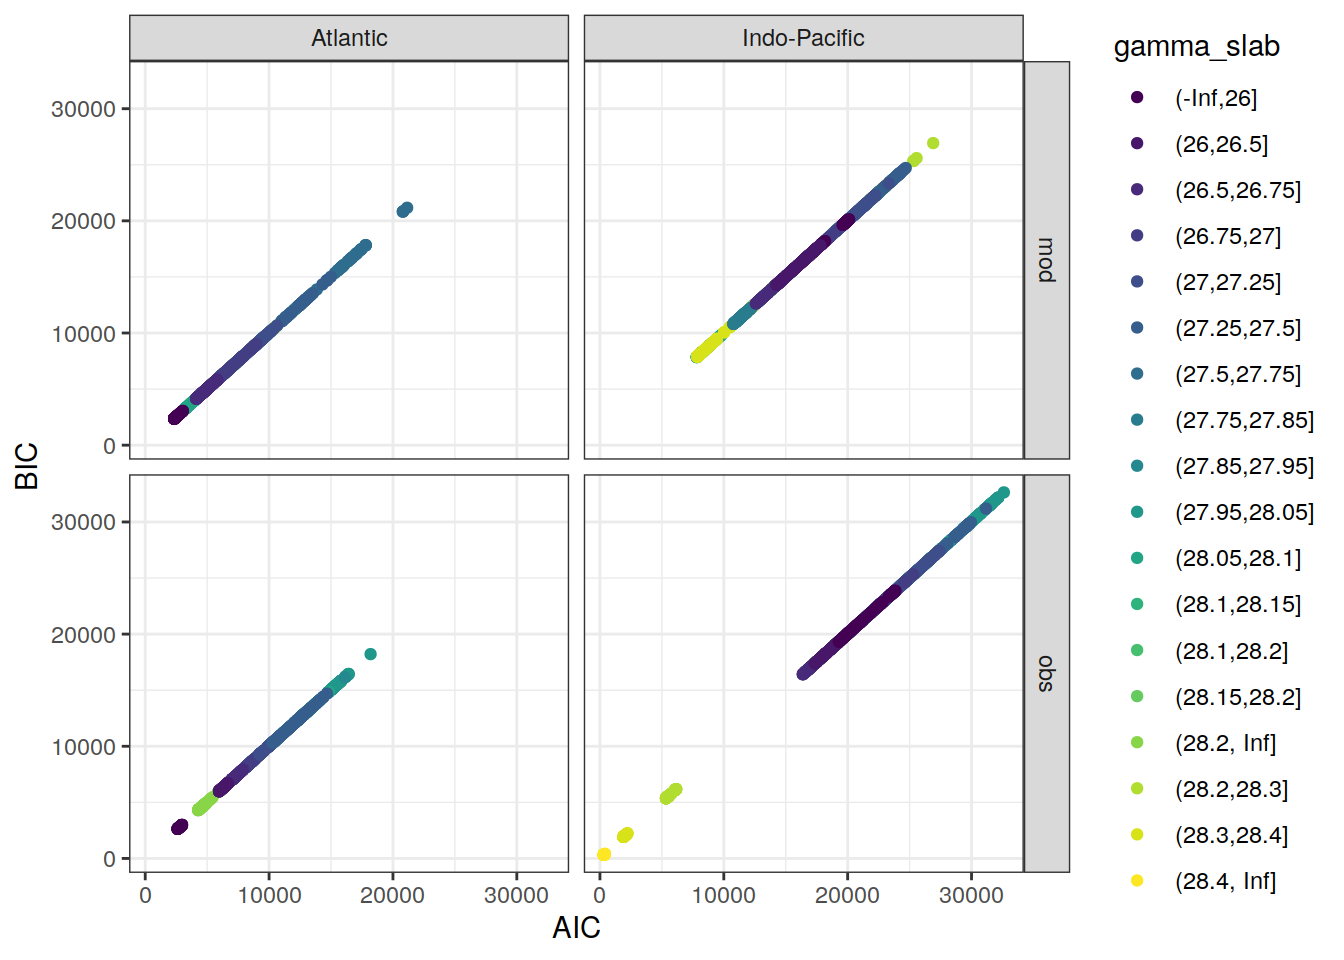 Atlantic
Indo-Pacific
gamma_slab
(-Inf,26]
(26,26.5]
(26.5,26.75]
(26.75,27]
(27,27.25]
(27.25,27.5]
(27.5,27.75]
(27.75,27.85]
(27.85,27.95]
(27.95,28.05]
(28.05,28.1]
(28.1,28.15]
(28.1,28.2]
(28.15,28.2]
(28.2, Inf]
(28.2,28.3]
(28.3,28.4]
(28.4, Inf]
30000
20000
10000
0
mod
30000
20000
10000
0
obs
BIC
0 10000 20000 30000
0 10000 20000 30000
AIC